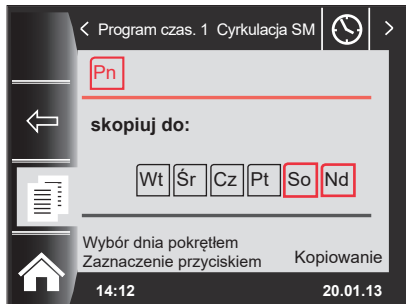 < Program czas. 1 Cyrkulacja SM >
Pn
skopiuj do:
Wt Śr Cz Pt So Nd
Wybór dnia pokrętłem
Zaznaczenie przyciskiem Kopiowanie
14:12 20.01.13